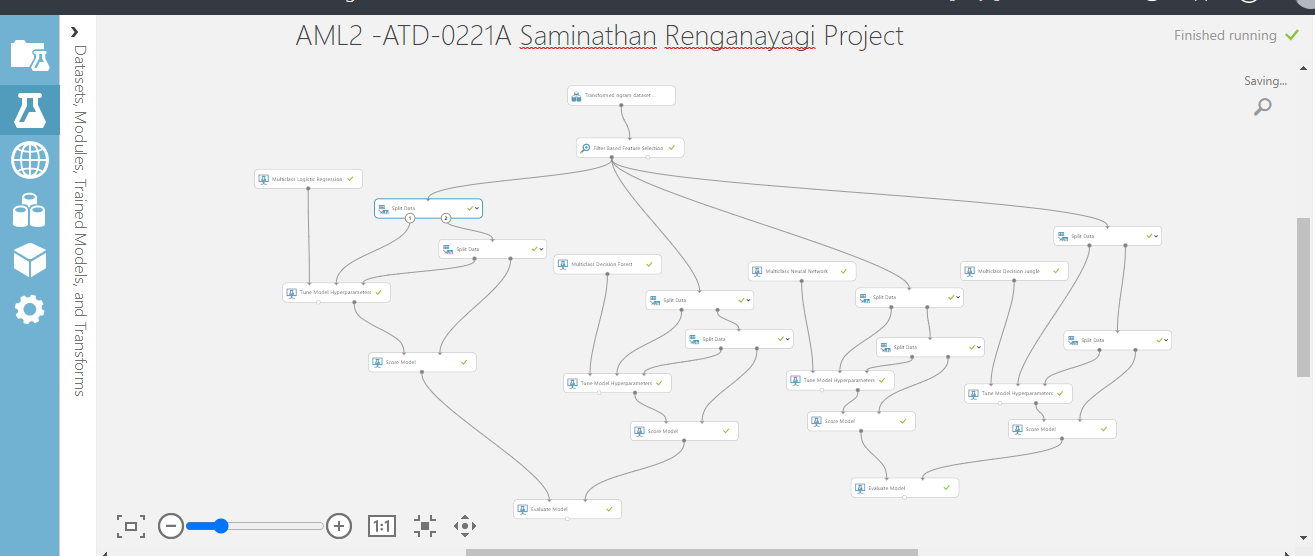 AML2 -ATD-0221A Saminathan Renganayagi Project
Finished running
Saving...
Datasets, Modules, Trained Models, and Transforms
Transformed ngram dataset ...
Filter Based Feature Selection
Multiclass Logistic Regression
Split Data
1
2
Split Data
Split Data
Multiclass Decision Forest
Multiclass Neural Network
Multiclass Decision Jungle
Tune Model Hyperparameters
Split Data
Split Data
Split Data
Split Data
Split Data
Score Model
Tune Model Hyperparameters
Tune Model Hyperparameters
Tune Model Hyperparameters
Score Model
Score Model
Score Model
Evaluate Model
Evaluate Model
1:1